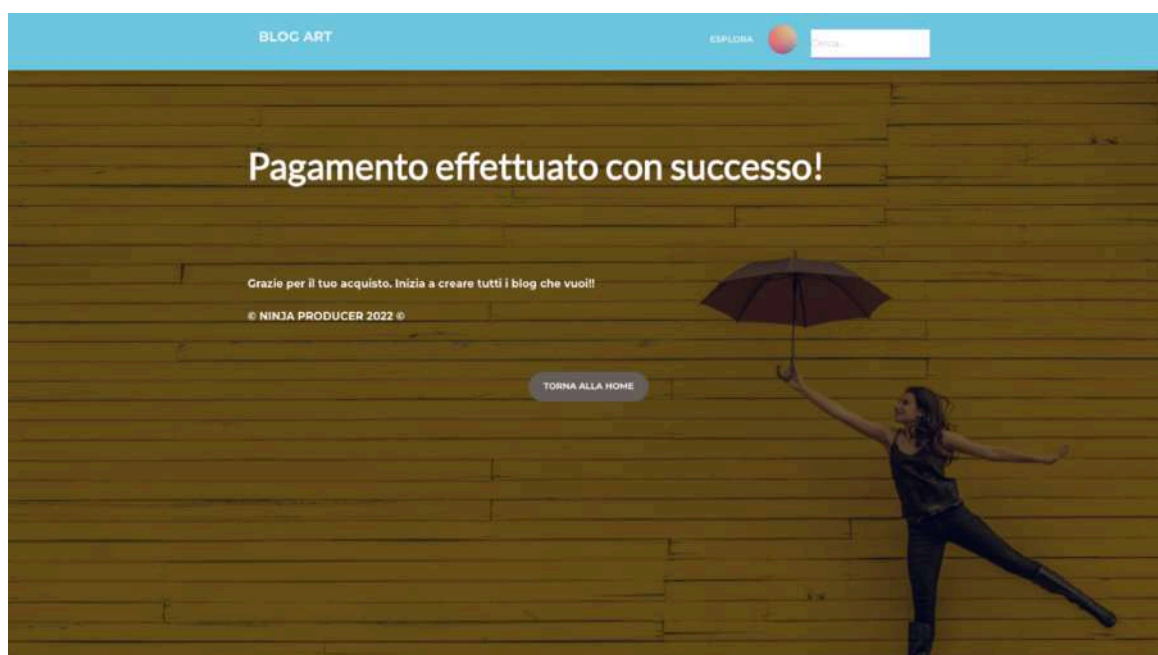 BLOG ART
ESPLORA
Cerca...
Pagamento effettuato con successo!
Grazie per il tuo acquisto. Inizia a creare tutti i blog che vuoi!!
© NINJA PRODUCER 2022 ©
TORNA ALLA HOME